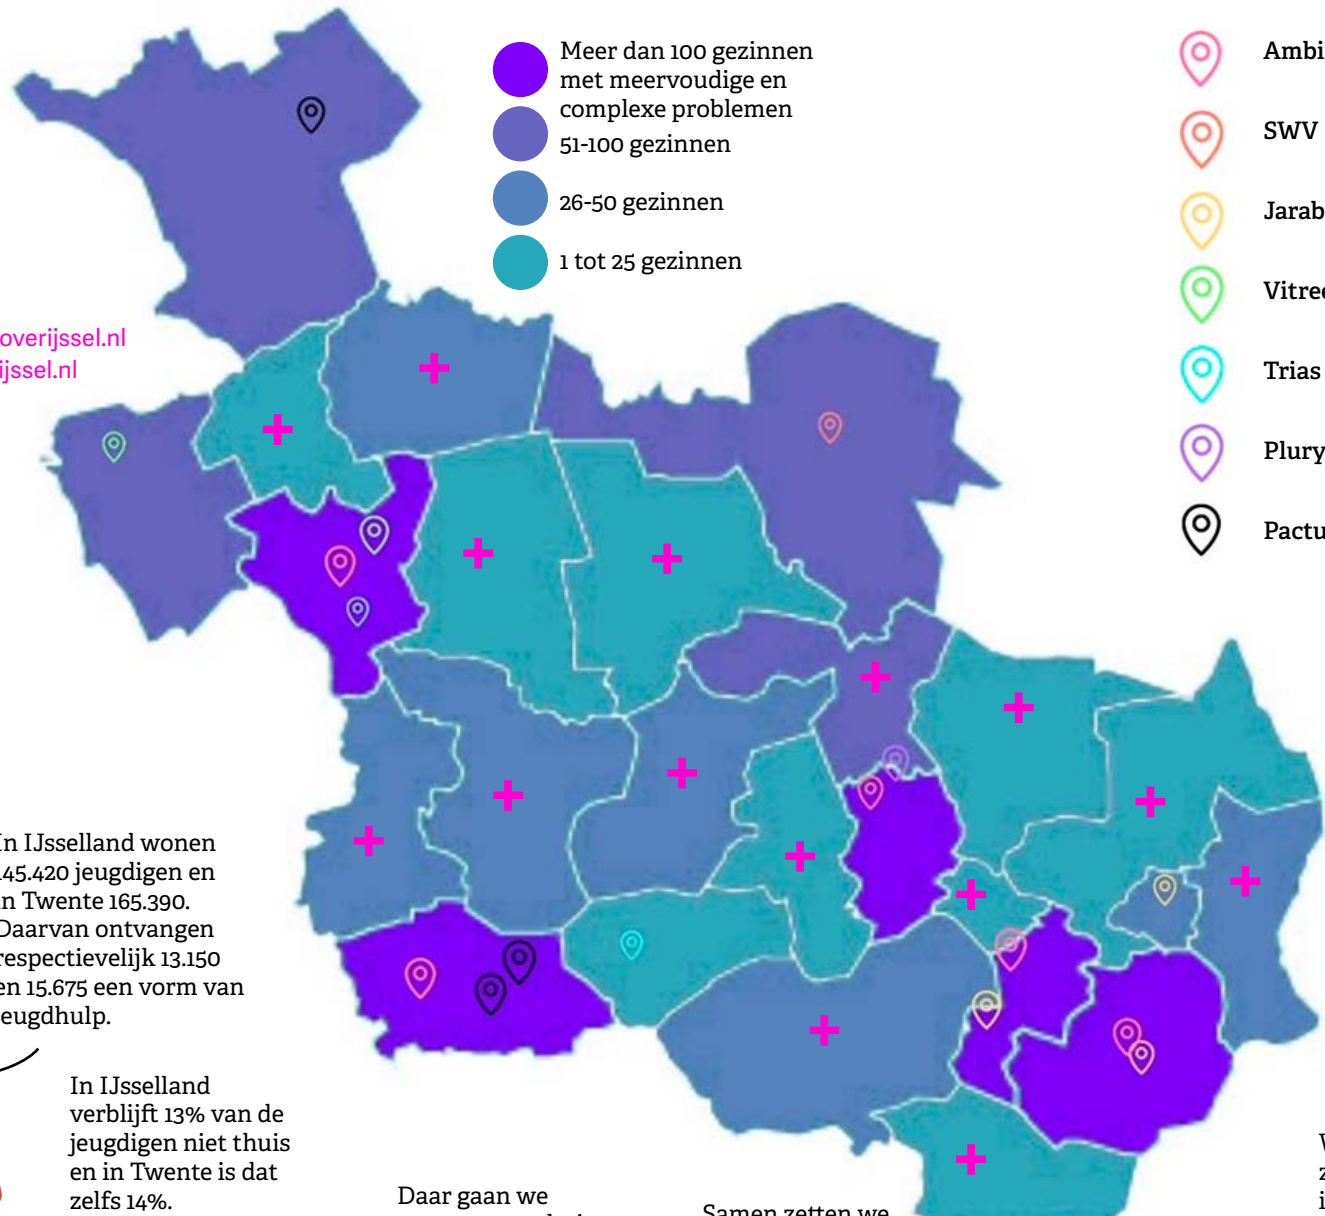 Meer dan 100 gezinnen
met meervoudige en
complexe problemen
51-100 gezinnen
26-50 gezinnen
1 tot 25 gezinnen
Ambi
SWV
Jarab
Vitree
Trias
Plury
Pactu
overijssel.nl
ijssel.nl
In IJsselland wonen
145.420 jeugdigen en
in Twente 165.390.
Daarvan ontvangen
respectievelijk 13.150
en 15.675 een vorm van
jeugdhulp.
In IJsselland
verblijft 13% van de
jeugdigen niet thuis
en in Twente is dat
zelfs 14%.
Daar gaan we
Samen zetten we